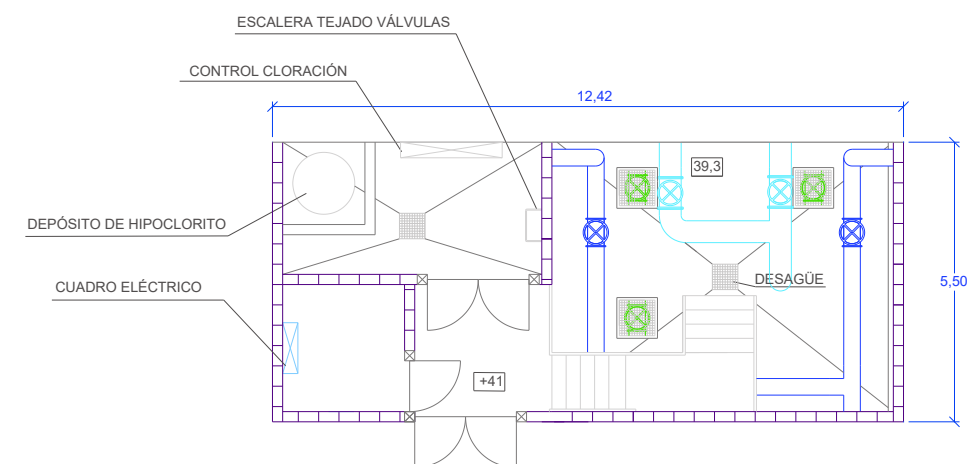 ESCALERA TEJADO VÁLVULAS
CONTROL CLORACIÓN
12,42
39,3
DEPÓSITO DE HIPOCLORITO
DESAGÜE
5,50
CUADRO ELÉCTRICO
+41